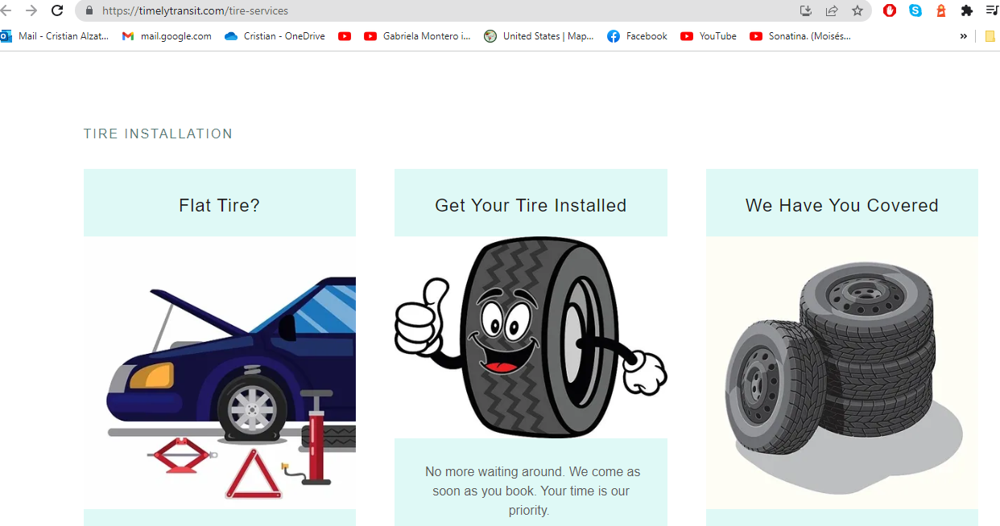 https://timelytransit.com/tire-services
Mail - Cristian Alzat...
mail.google.com
Cristian - OneDrive
Gabriela Montero i...
United States | Map...
Facebook
YouTube
Sonatina. (Moisés...
»
TIRE INSTALLATION
Flat Tire?
Get Your Tire Installed
We Have You Covered
No more waiting around. We come as
soon as you book. Your time is our
priority.